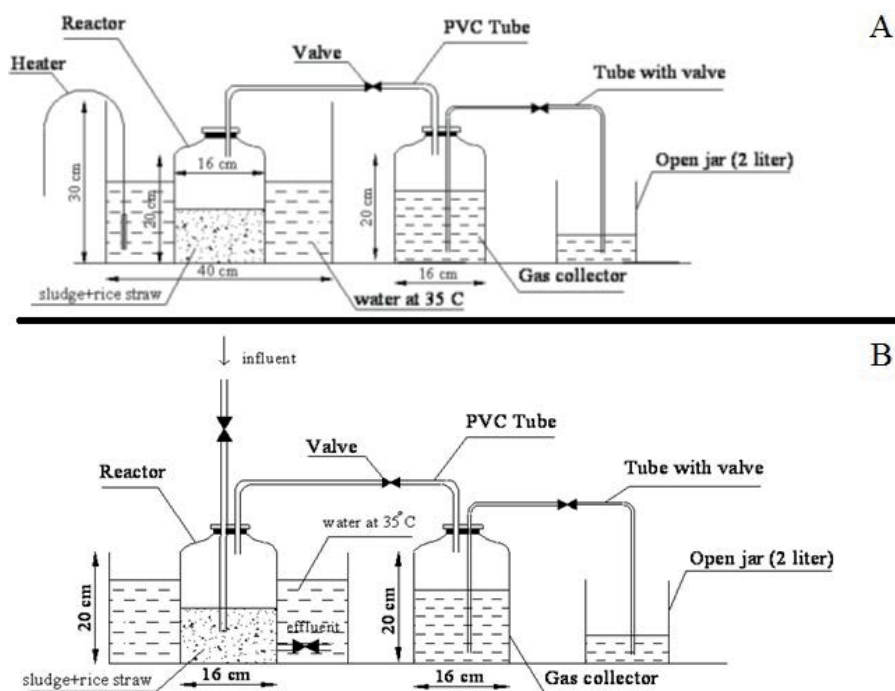 A
Reactor
PVC Tube
Valve
Heater
Tube with valve
Open jar (2 liter)
16 cm
30 cm
20 cm
20 cm
40 cm
16 cm
Gas collector
sludge+rice straw
water at 35 C
B
influent
PVC Tube
Valve
Reactor
Tube with valve
water at 35°C
Open jar (2 liter)
20 cm
20 cm
effluent
sludge+rice straw
16 cm
16 cm
Gas collector